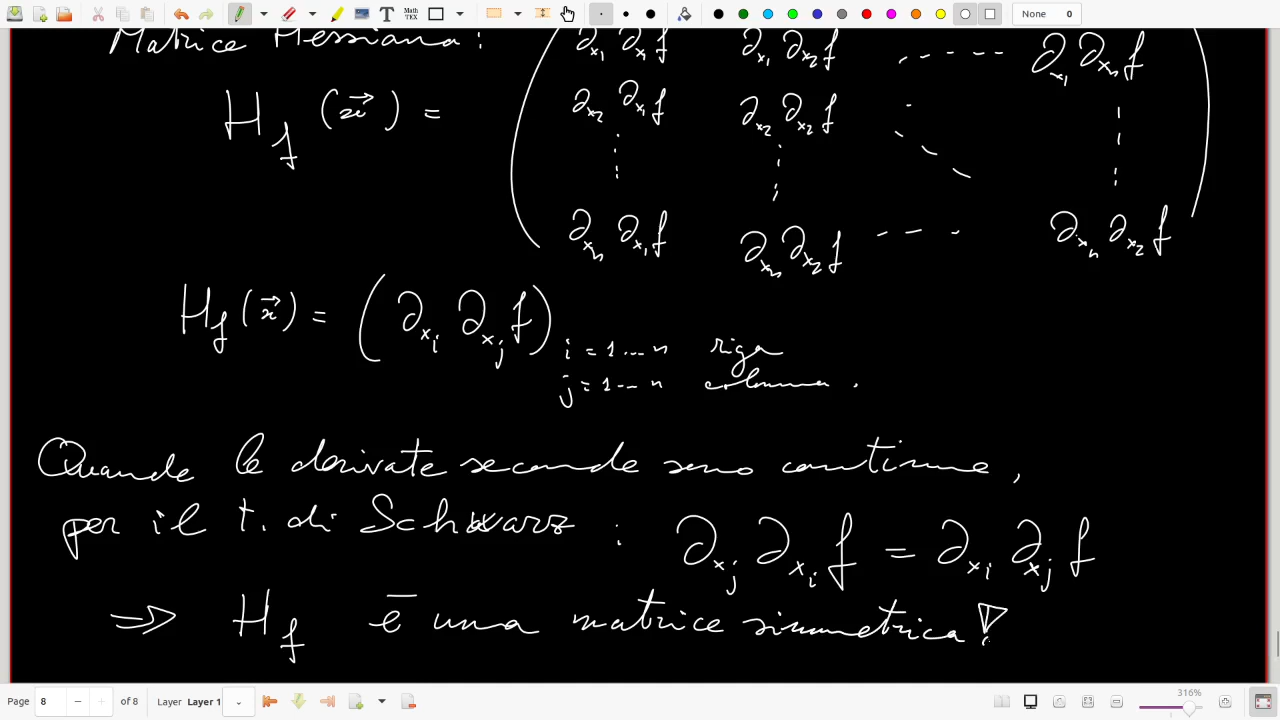 Math TEX None 0
Matrice Hessiana :
∂x₁ ∂x₁f ∂x₁ ∂x₂f ----- ∂x₁ ∂xₙf
H_f (x⃗) = ∂x₂ ∂x₁f ∂x₂ ∂x₂f
∂xₙ ∂x₁f ∂xₙ ∂x₂f --- ∂xₙ ∂x₂f
H_f (x⃗) = (∂xᵢ ∂xⱼ f) i = 1...n riga
j = 1...n colonna .
Quando le derivate seconde sono continue,
per il t. di Schwarz : ∂xⱼ ∂xᵢ f = ∂xᵢ ∂xⱼ f
⇒ H_f è una matrice simmetrica!
Page 8 of 8 Layer Layer 1 316%